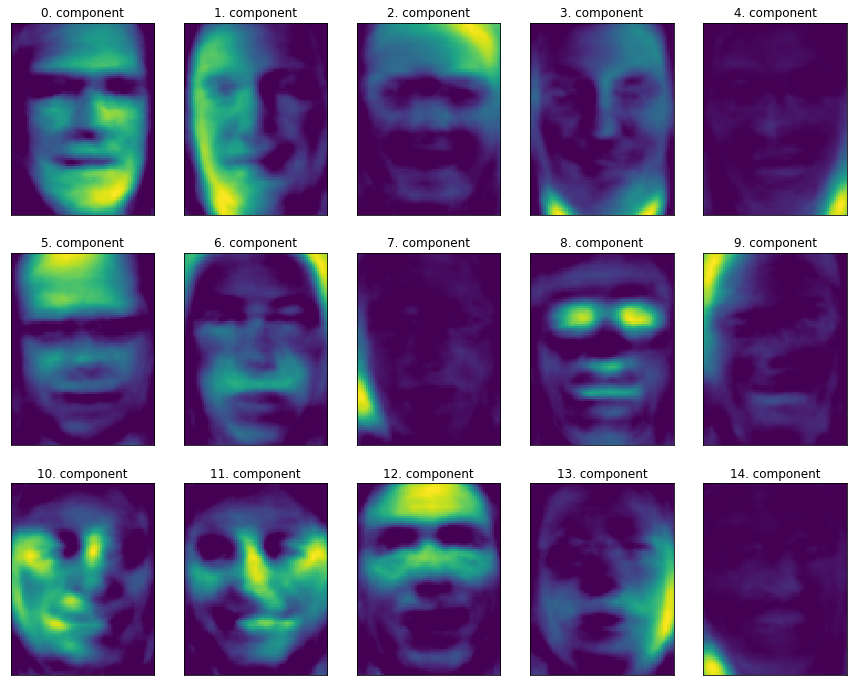 0. component
1. component
2. component
3. component
4. component
5. component
6. component
7. component
8. component
9. component
10. component
11. component
12. component
13. component
14. component